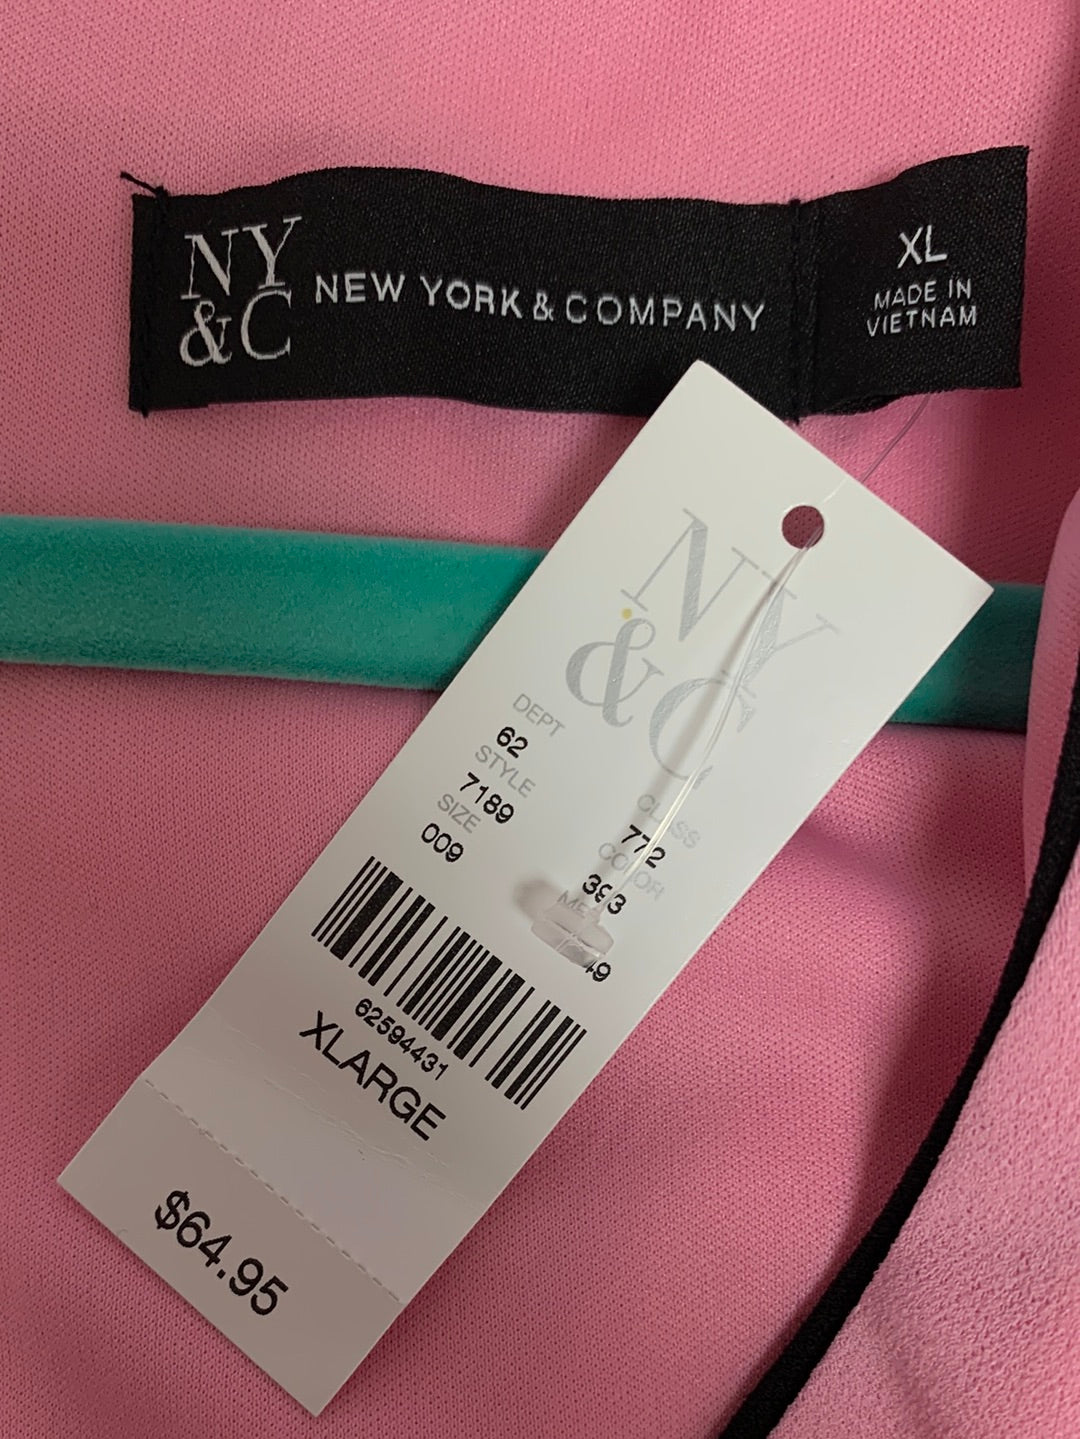 NY
&C
NEW YORK & COMPANY
XL
MADE IN
VIETNAM
NY
&C
DEPT
62
STYLE
7189
SIZE
009
CLASS
772
COLOR
393
62594431
XLARGE
$64.95